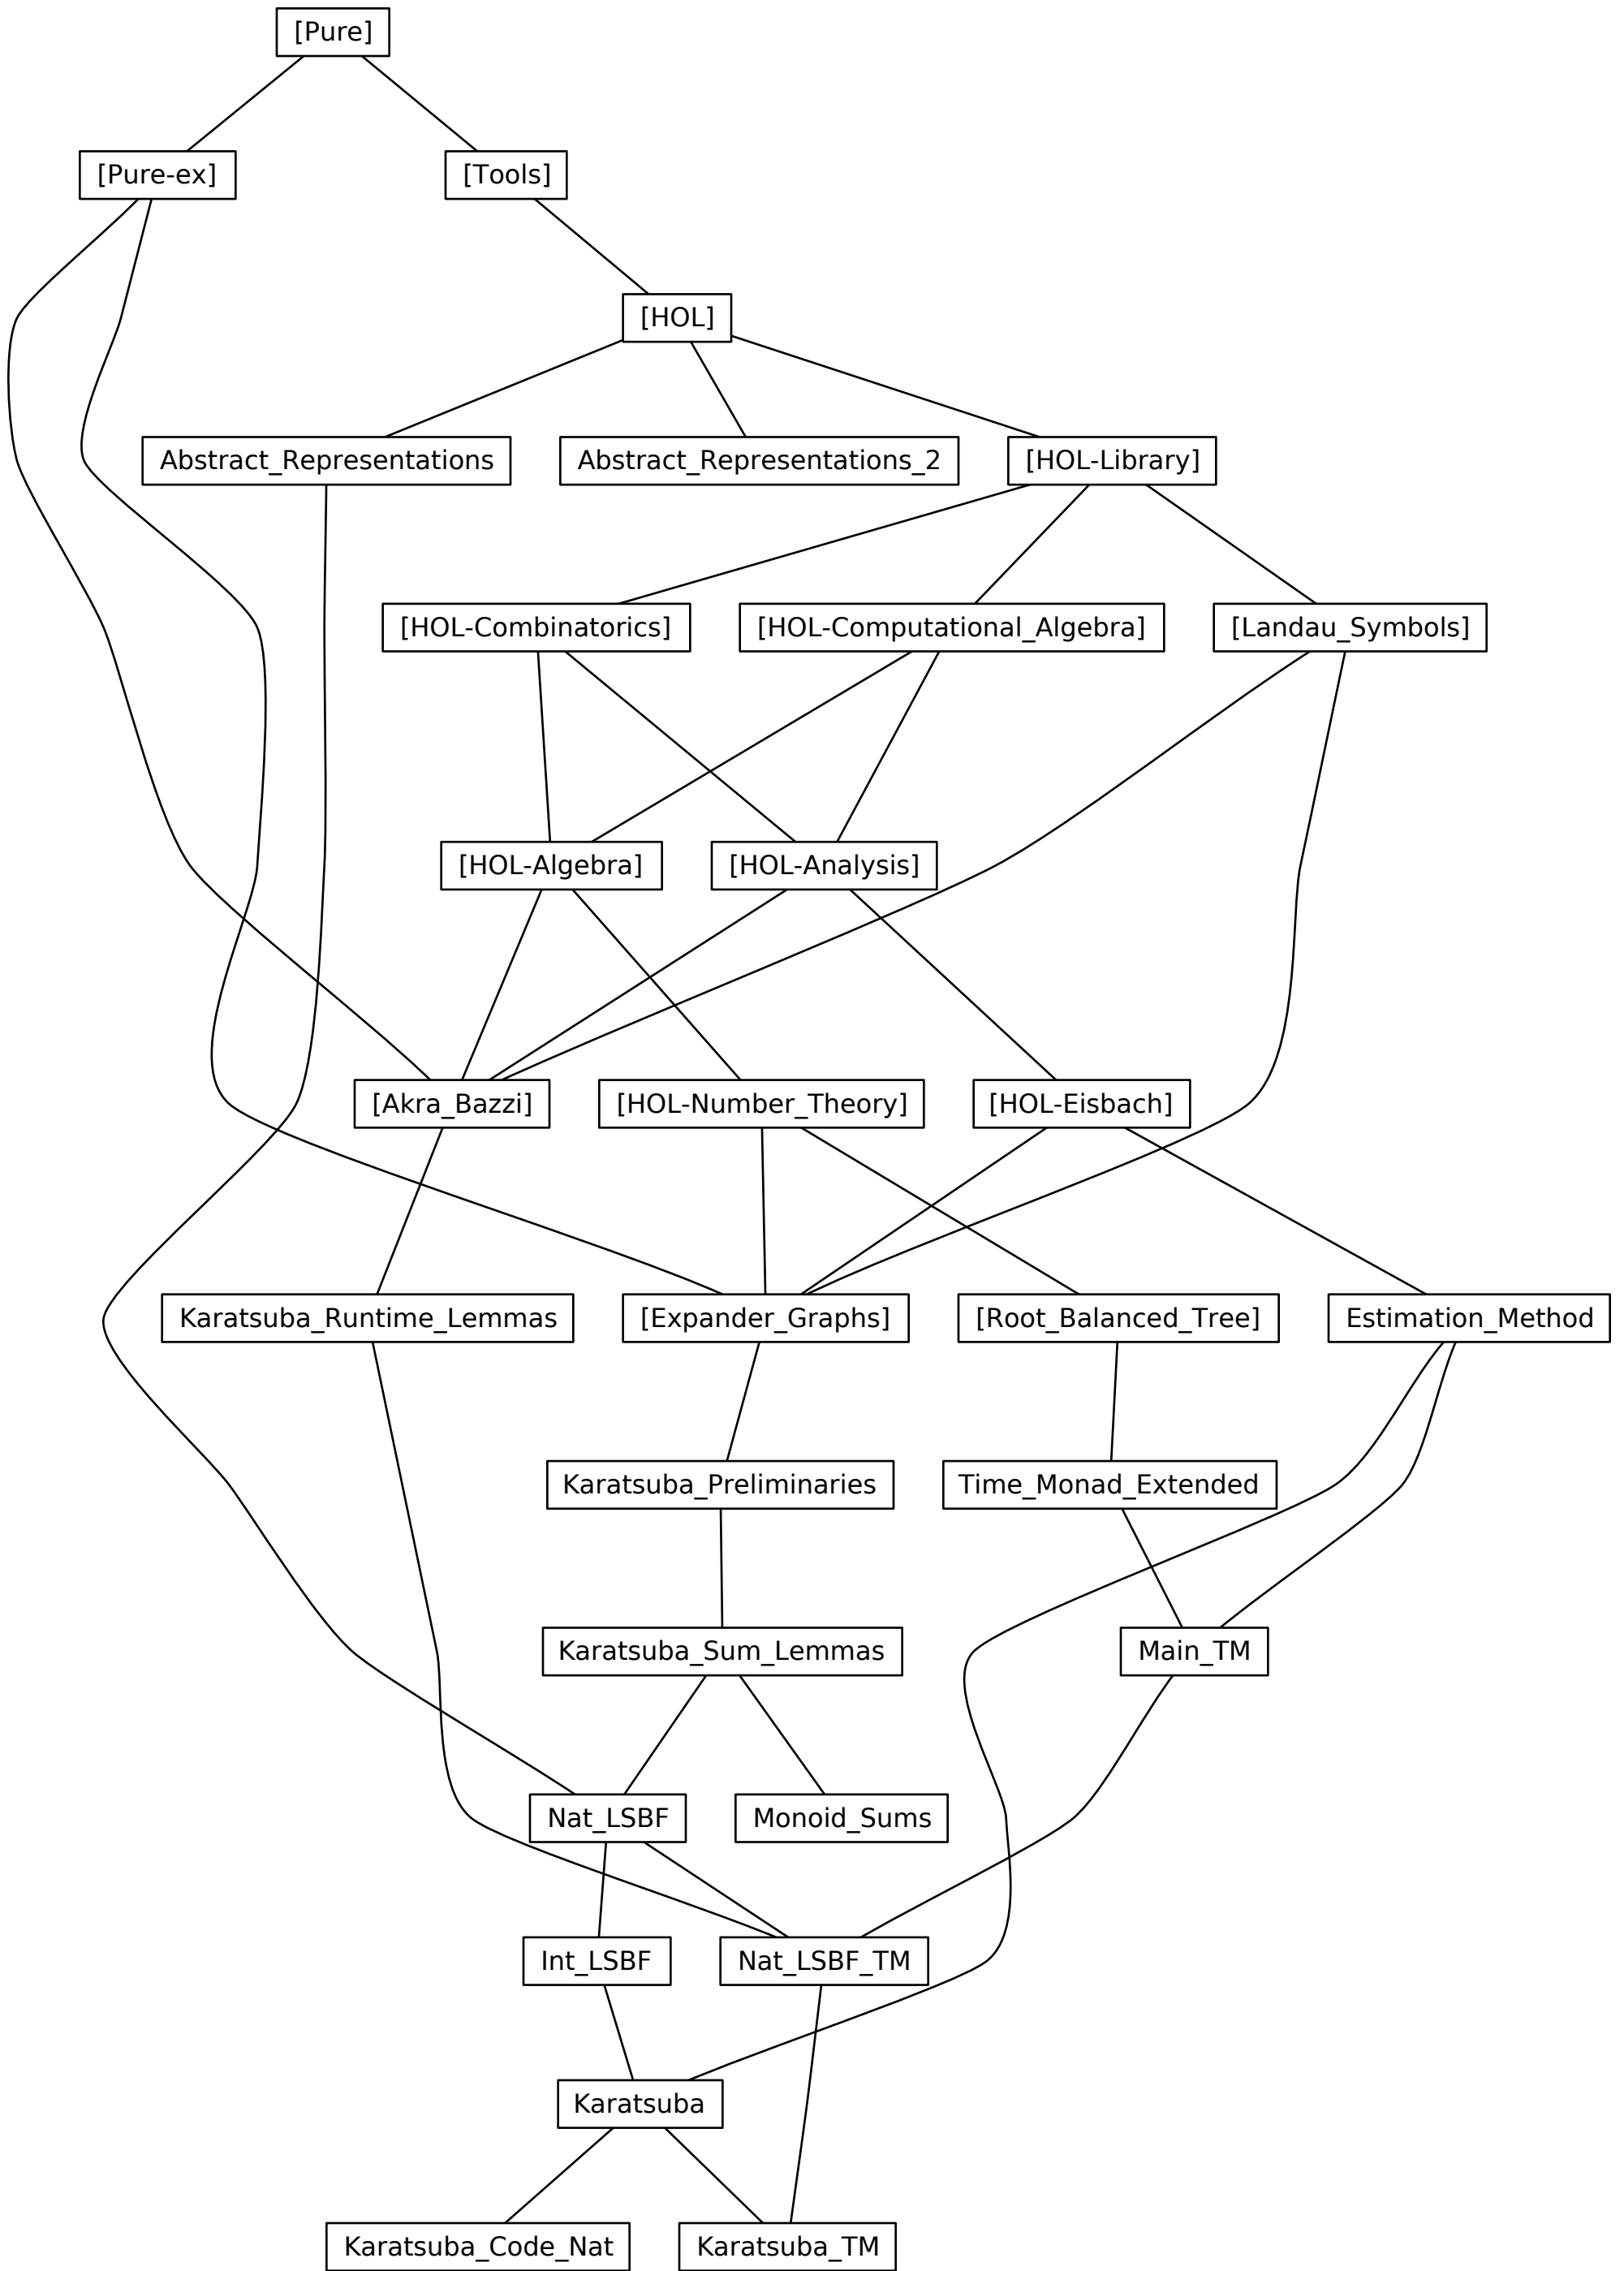 [Pure]
[Pure-ex]
[Tools]
[HOL]
Abstract_Representations
Abstract_Representations_2
[HOL-Library]
[HOL-Combinatorics]
[HOL-Computational_Algebra]
[Landau_Symbols]
[HOL-Algebra]
[HOL-Analysis]
[Akra_Bazzi]
[HOL-Number_Theory]
[HOL-Eisbach]
Karatsuba_Runtime_Lemmas
[Expander_Graphs]
[Root_Balanced_Tree]
Estimation_Method
Karatsuba_Preliminaries
Time_Monad_Extended
Karatsuba_Sum_Lemmas
Main_TM
Nat_LSBF
Monoid_Sums
Int_LSBF
Nat_LSBF_TM
Karatsuba
Karatsuba_Code_Nat
Karatsuba_TM